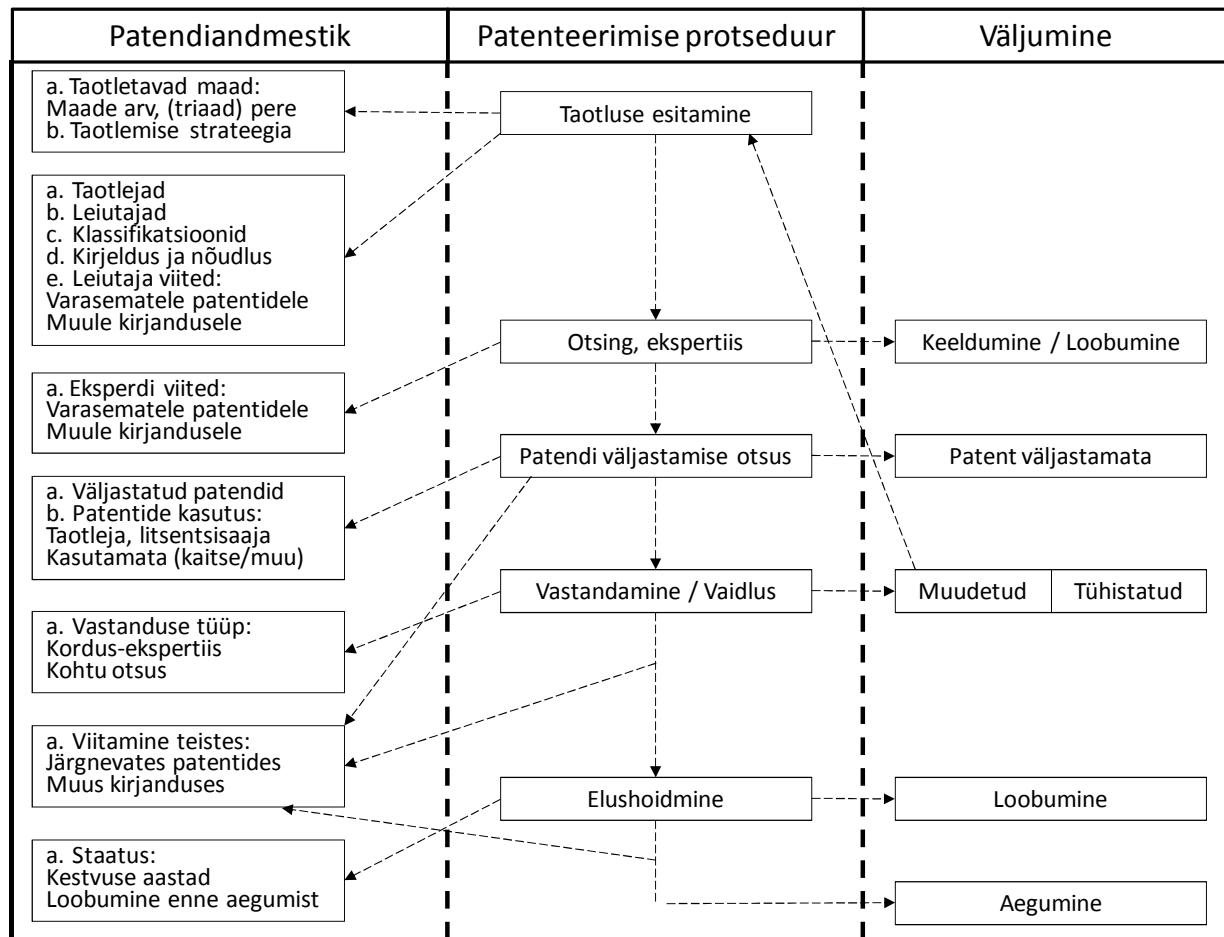 Patendiandmestik
Patenteerimise protseduur
Väljumine
a. Taotletavad maad:
Maade arv, (triaad) pere
b. Taotlemise strateegia
Taotluse esitamine
a. Taotlejad
b. Leiutajad
c. Klassifikatsioonid
d. Kirjeldus ja nõudlus
e. Leiutaja viited:
Varasematele patentidele
Muule kirjandusele
Otsing, ekspertiis
Keeldumine / Loobumine
a. Eksperdi viited:
Varasematele patentidele
Muule kirjandusele
Patendi väljastamise otsus
Patent väljastamata
a. Väljastatud patendid
b. Patentide kasutus:
Taotleja, litsentsisaaja
Kasutamata (kaitse/muu)
Vastandamine / Vaidlus
Muudetud
Tühistatud
a. Vastanduse tüüp:
Kordus-ekspertiis
Kohtu otsus
a. Viitamine teistes:
Järgnevates patentides
Muus kirjanduses
Elushoidmine
Loobumine
a. Staatus:
Kestvuse aastad
Loobumine enne aegumist
Aegumine